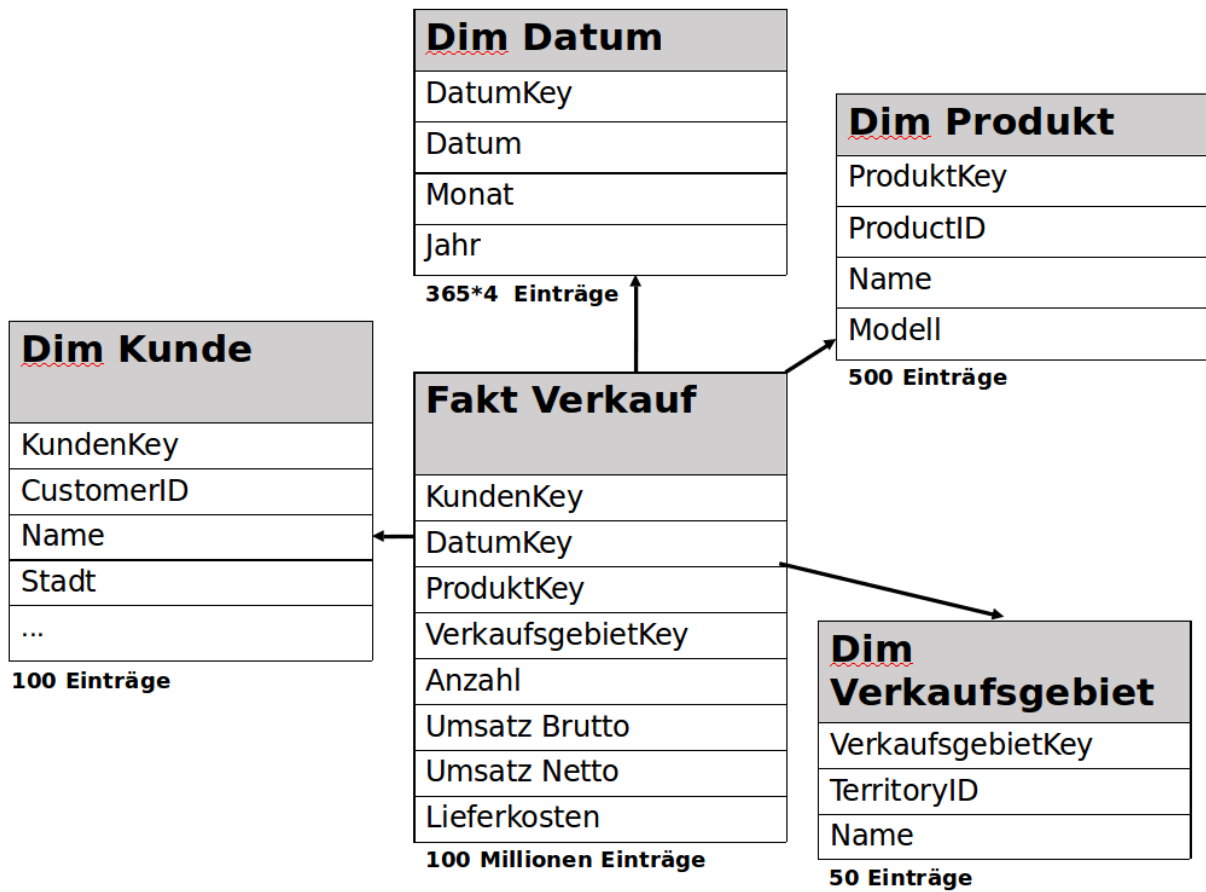 Dim Datum
DatumKey
Datum
Monat
Jahr
365*4 Einträge
Dim Produkt
ProduktKey
ProductID
Name
Modell
500 Einträge
Dim Kunde
KundenKey
CustomerID
Name
Stadt
...
100 Einträge
Fakt Verkauf
KundenKey
DatumKey
ProduktKey
VerkaufsgebietKey
Anzahl
Umsatz Brutto
Umsatz Netto
Lieferkosten
100 Millionen Einträge
Dim
Verkaufsgebiet
VerkaufsgebietKey
TerritoryID
Name
50 Einträge